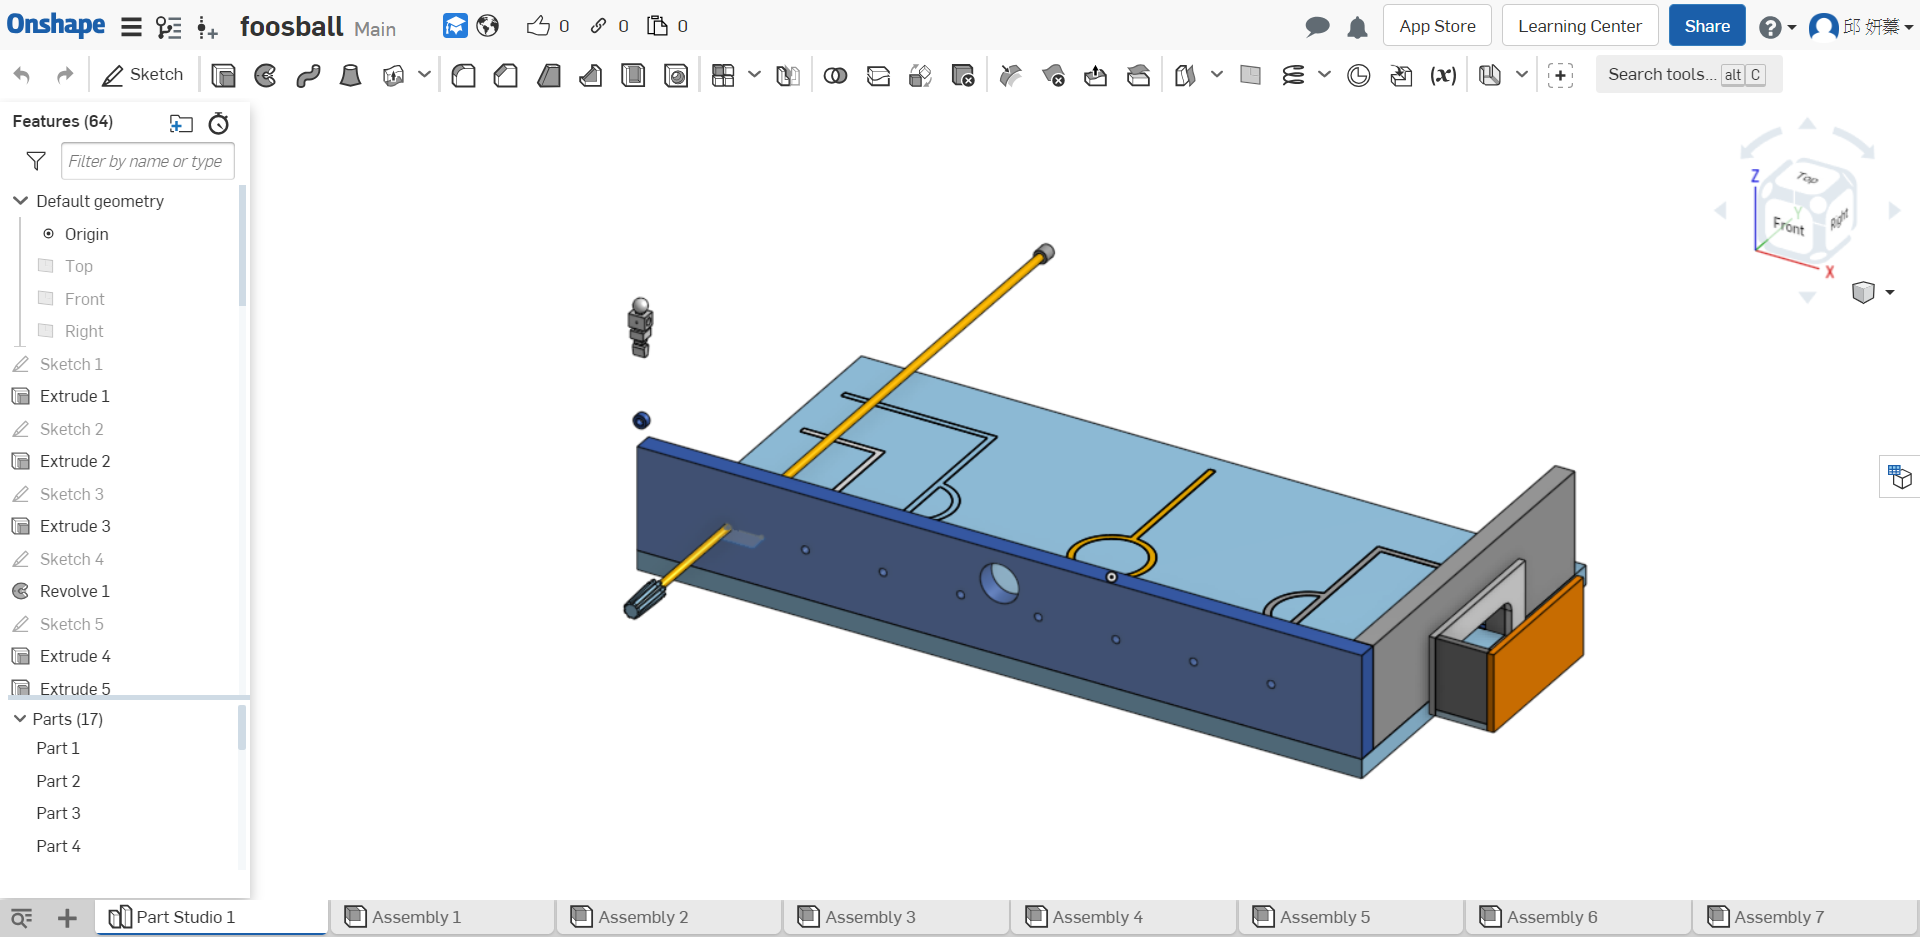 Onshape foosball Main 0 0 0 App Store Learning Center Share 邱 妍蓁
Sketch Search tools... alt C
Features (64)
Filter by name or type
Default geometry
Origin
Top
Front
Right
Sketch 1
Extrude 1
Sketch 2
Extrude 2
Sketch 3
Extrude 3
Sketch 4
Revolve 1
Sketch 5
Extrude 4
Extrude 5
Parts (17)
Part 1
Part 2
Part 3
Part 4
Z
Top
Y
Front Right
X
Part Studio 1 Assembly 1 Assembly 2 Assembly 3 Assembly 4 Assembly 5 Assembly 6 Assembly 7